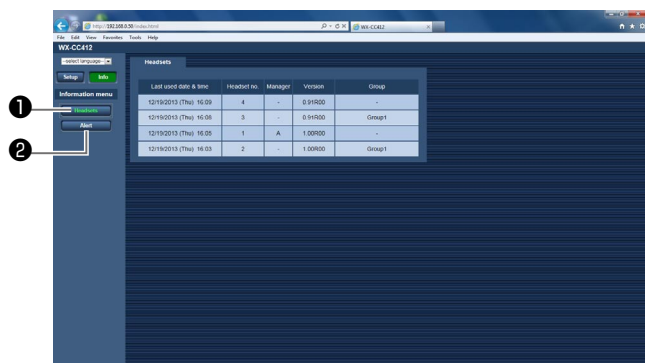 http://192.168.0.50/index.html
WX-CC412
File Edit View Favorites Tools Help
WX-CC412
-select language-
Setup Info
Information menu
❶ Headsets
❷ Alert
Headsets
Last used date & time Headset no. Manager Version Group
12/19/2013 (Thu) 16:09 4 - 0.91R00 -
12/19/2013 (Thu) 16:08 3 - 0.91R00 Group1
12/19/2013 (Thu) 16:05 1 A 1.00R00 -
12/19/2013 (Thu) 16:03 2 - 1.00R00 Group1